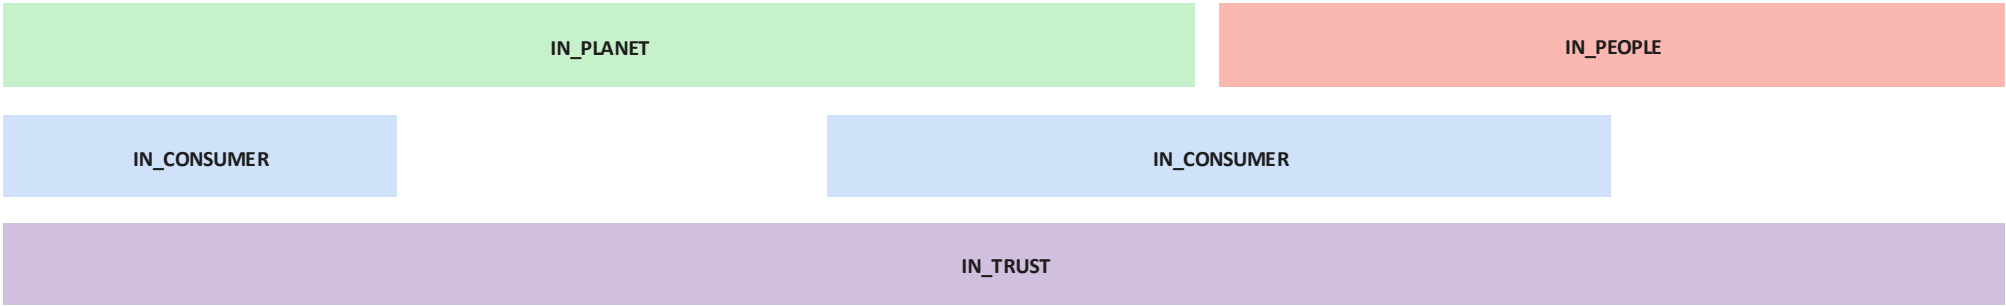 IN_PLANET
IN_PEOPLE
IN_CONSUMER
IN_CONSUMER
IN_TRUST